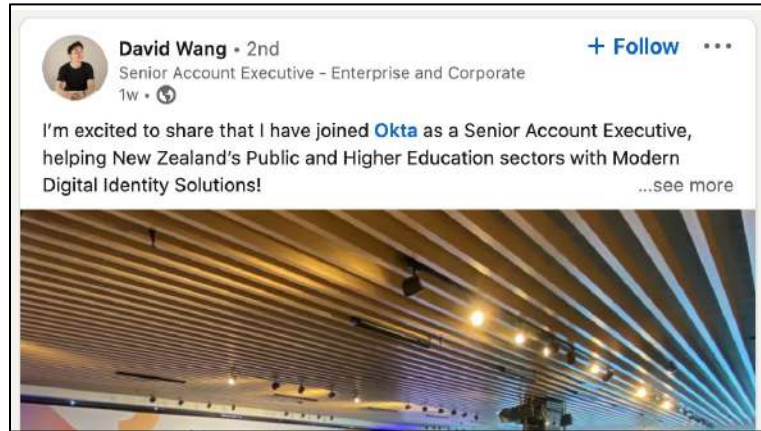 David Wang • 2nd
+ Follow
Senior Account Executive - Enterprise and Corporate
1w •
I'm excited to share that I have joined Okta as a Senior Account Executive,
helping New Zealand's Public and Higher Education sectors with Modern
Digital Identity Solutions!
...see more